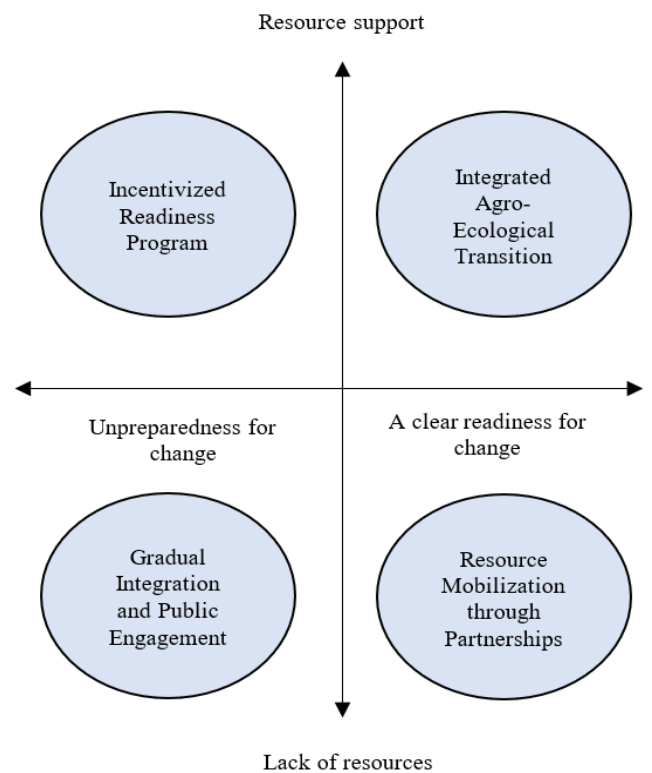 Resource support
Incentivized
Readiness
Program
Integrated
Agro-
Ecological
Transition
Unpreparedness for
change
A clear readiness for
change
Gradual
Integration
and Public
Engagement
Resource
Mobilization
through
Partnerships
Lack of resources